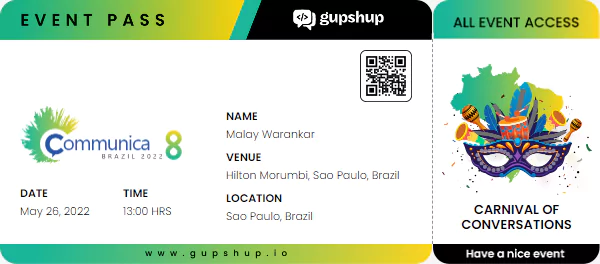 EVENT PASS
gupshup
ALL EVENT ACCESS
Communica 8
BRAZIL 2022
NAME
Malay Warankar
VENUE
Hilton Morumbi, Sao Paulo, Brazil
LOCATION
Sao Paulo, Brazil
DATE
May 26, 2022
TIME
13:00 HRS
CARNIVAL OF
CONVERSATIONS
www.gupshup.io
Have a nice event